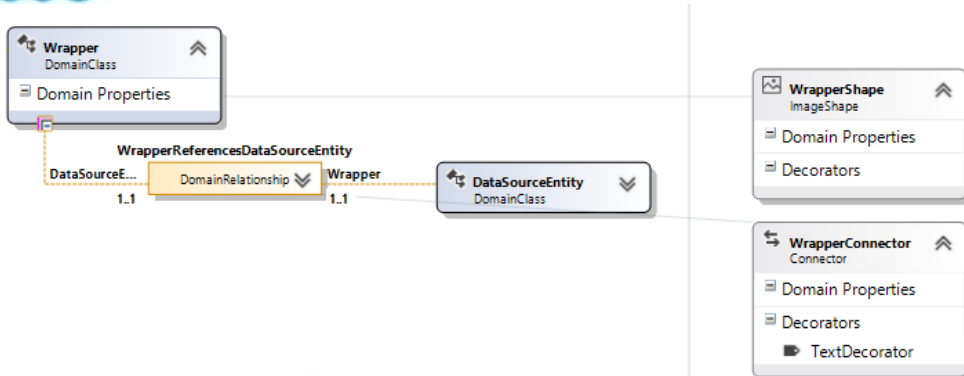 Wrapper
DomainClass
Domain Properties
WrapperReferencesDataSourceEntity
DataSourceE...
DomainRelationship
Wrapper
1..1
1..1
DataSourceEntity
DomainClass
WrapperShape
ImageShape
Domain Properties
Decorators
WrapperConnector
Connector
Domain Properties
Decorators
TextDecorator